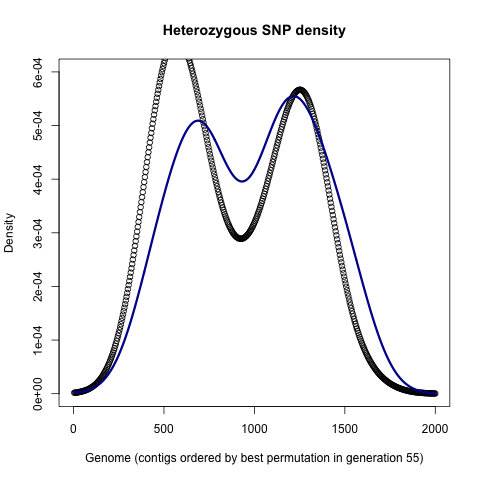 Heterozygous SNP density
6e-04
5e-04
4e-04
3e-04
2e-04
1e-04
0e+00
Density
0 500 1000 1500 2000
Genome (contigs ordered by best permutation in generation 55)